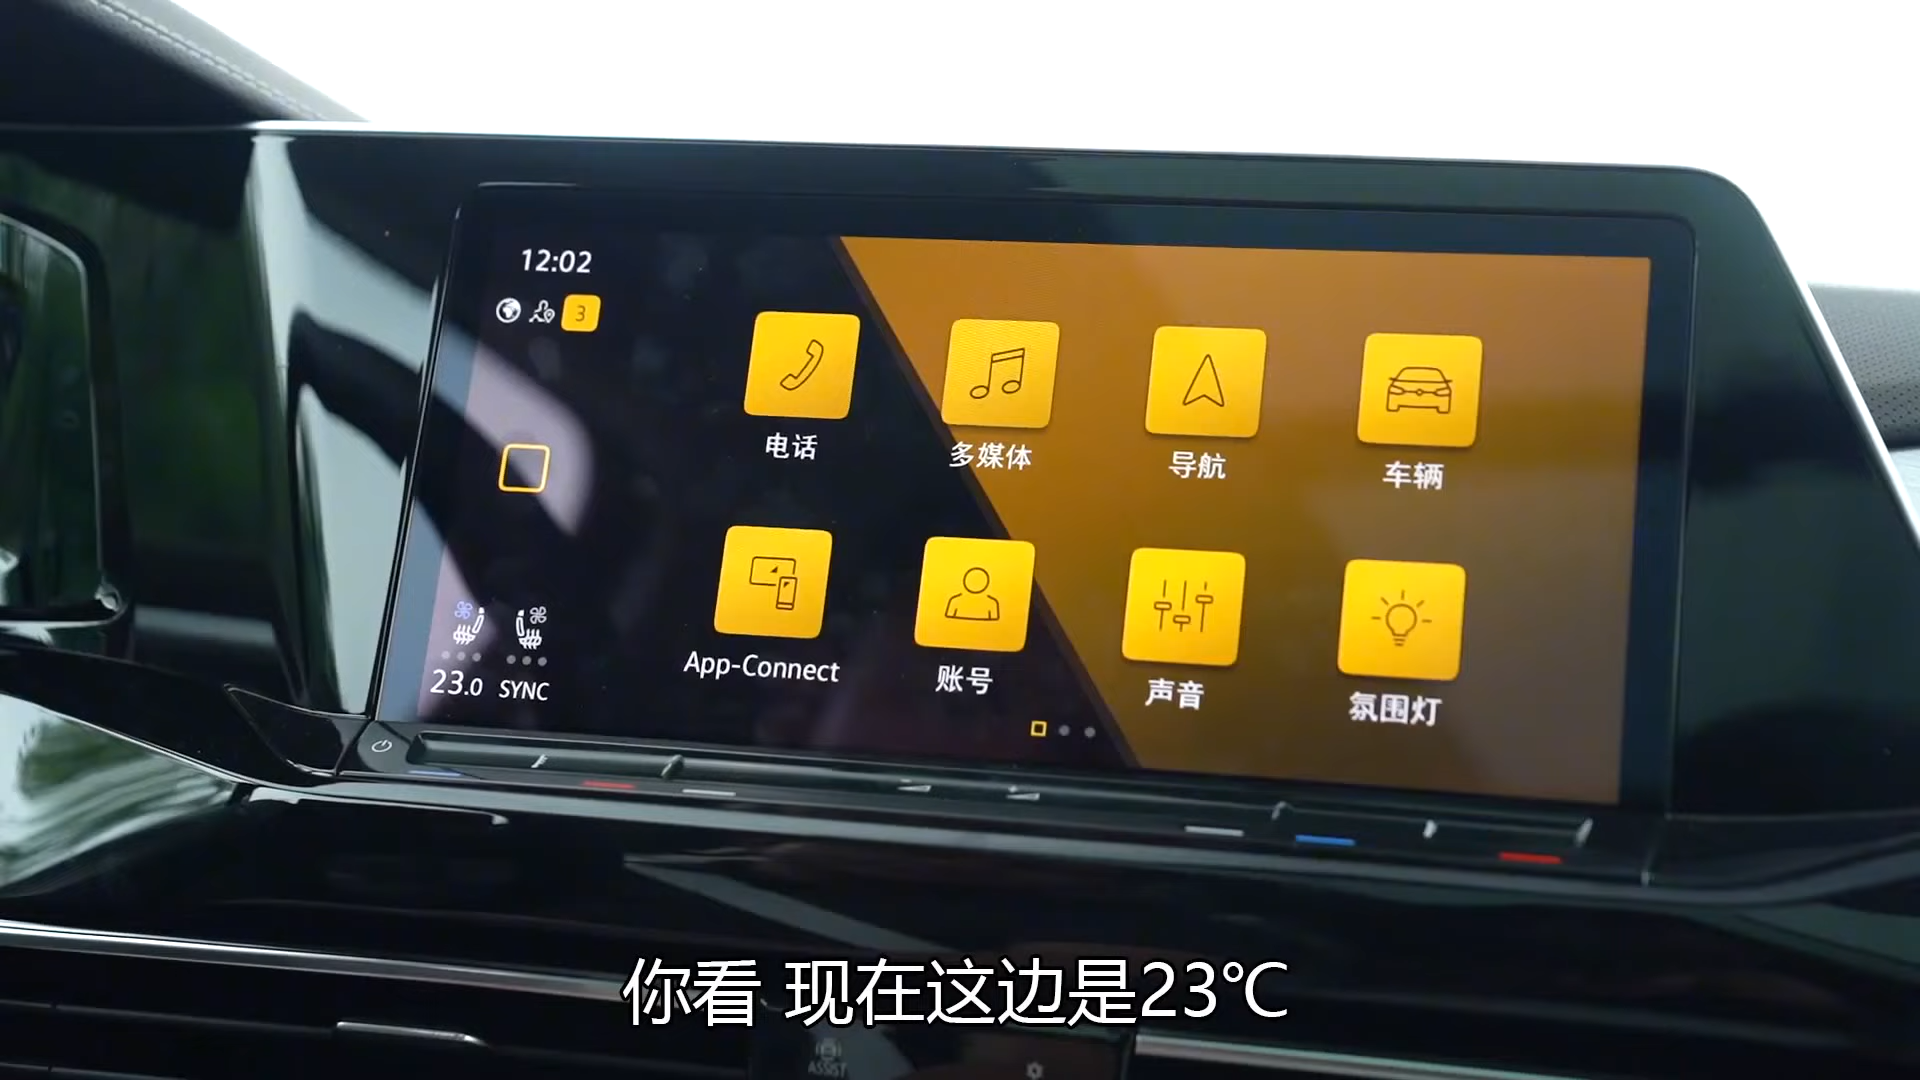 12:02
3
电话
多媒体
导航
车辆
App-Connect
账号
声音
氛围灯
23.0 SYNC
你看 现在这边是23℃
ASSIST